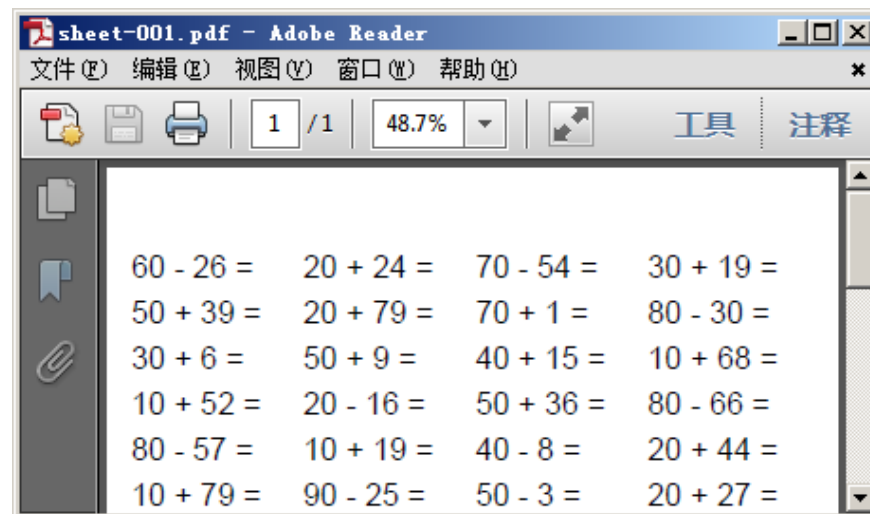 sheet-001.pdf - Adobe Reader
文件(F) 编辑(E) 视图(V) 窗口(W) 帮助(H)
1 /1 48.7% 工具 注释
60 - 26 = 20 + 24 = 70 - 54 = 30 + 19 =
50 + 39 = 20 + 79 = 70 + 1 = 80 - 30 =
30 + 6 = 50 + 9 = 40 + 15 = 10 + 68 =
10 + 52 = 20 - 16 = 50 + 36 = 80 - 66 =
80 - 57 = 10 + 19 = 40 - 8 = 20 + 44 =
10 + 79 = 90 - 25 = 50 - 3 = 20 + 27 =